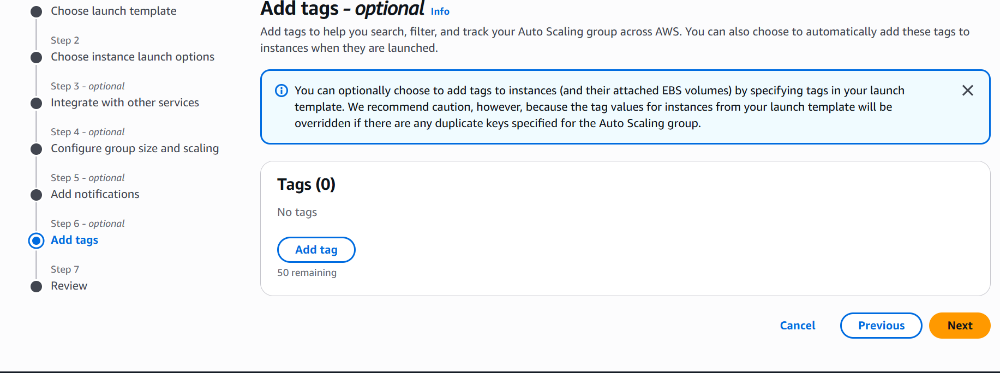 Choose launch template
Step 2
Choose instance launch options
Step 3 - optional
Integrate with other services
Step 4 - optional
Configure group size and scaling
Step 5 - optional
Add notifications
Step 6 - optional
Add tags
Step 7
Review
Add tags - optional Info
Add tags to help you search, filter, and track your Auto Scaling group across AWS. You can also choose to automatically add these tags to
instances when they are launched.
You can optionally choose to add tags to instances (and their attached EBS volumes) by specifying tags in your launch
template. We recommend caution, however, because the tag values for instances from your launch template will be
overridden if there are any duplicate keys specified for the Auto Scaling group.
Tags (0)
No tags
Add tag
50 remaining
Cancel
Previous
Next